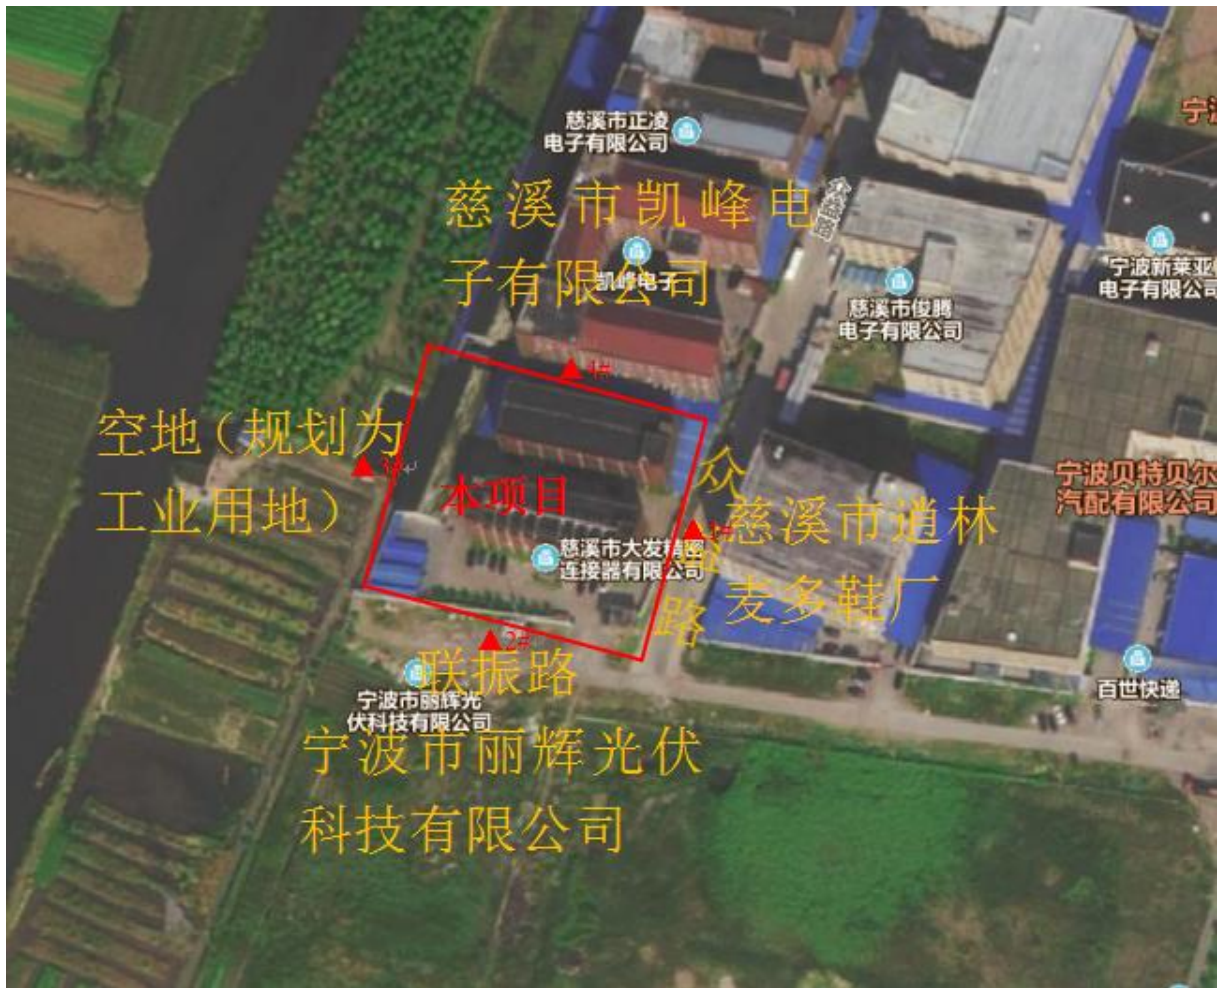 宁波
慈溪市正凌
电子有限公司
慈溪市凯峰电
子有限公司
凯峰电子
宁波新莱亚
电子有限公司
慈溪市俊腾
电子有限公司
4#
空地（规划为
工业用地）
3#
本项目
众
路
1#
慈溪市逍林
麦多鞋厂
宁波贝特贝尔
汽配有限公司
慈溪市大发精密
连接器有限公司
2#
联振路
宁波市丽辉光
伏科技有限公司
百世快递
宁波市丽辉光伏
科技有限公司